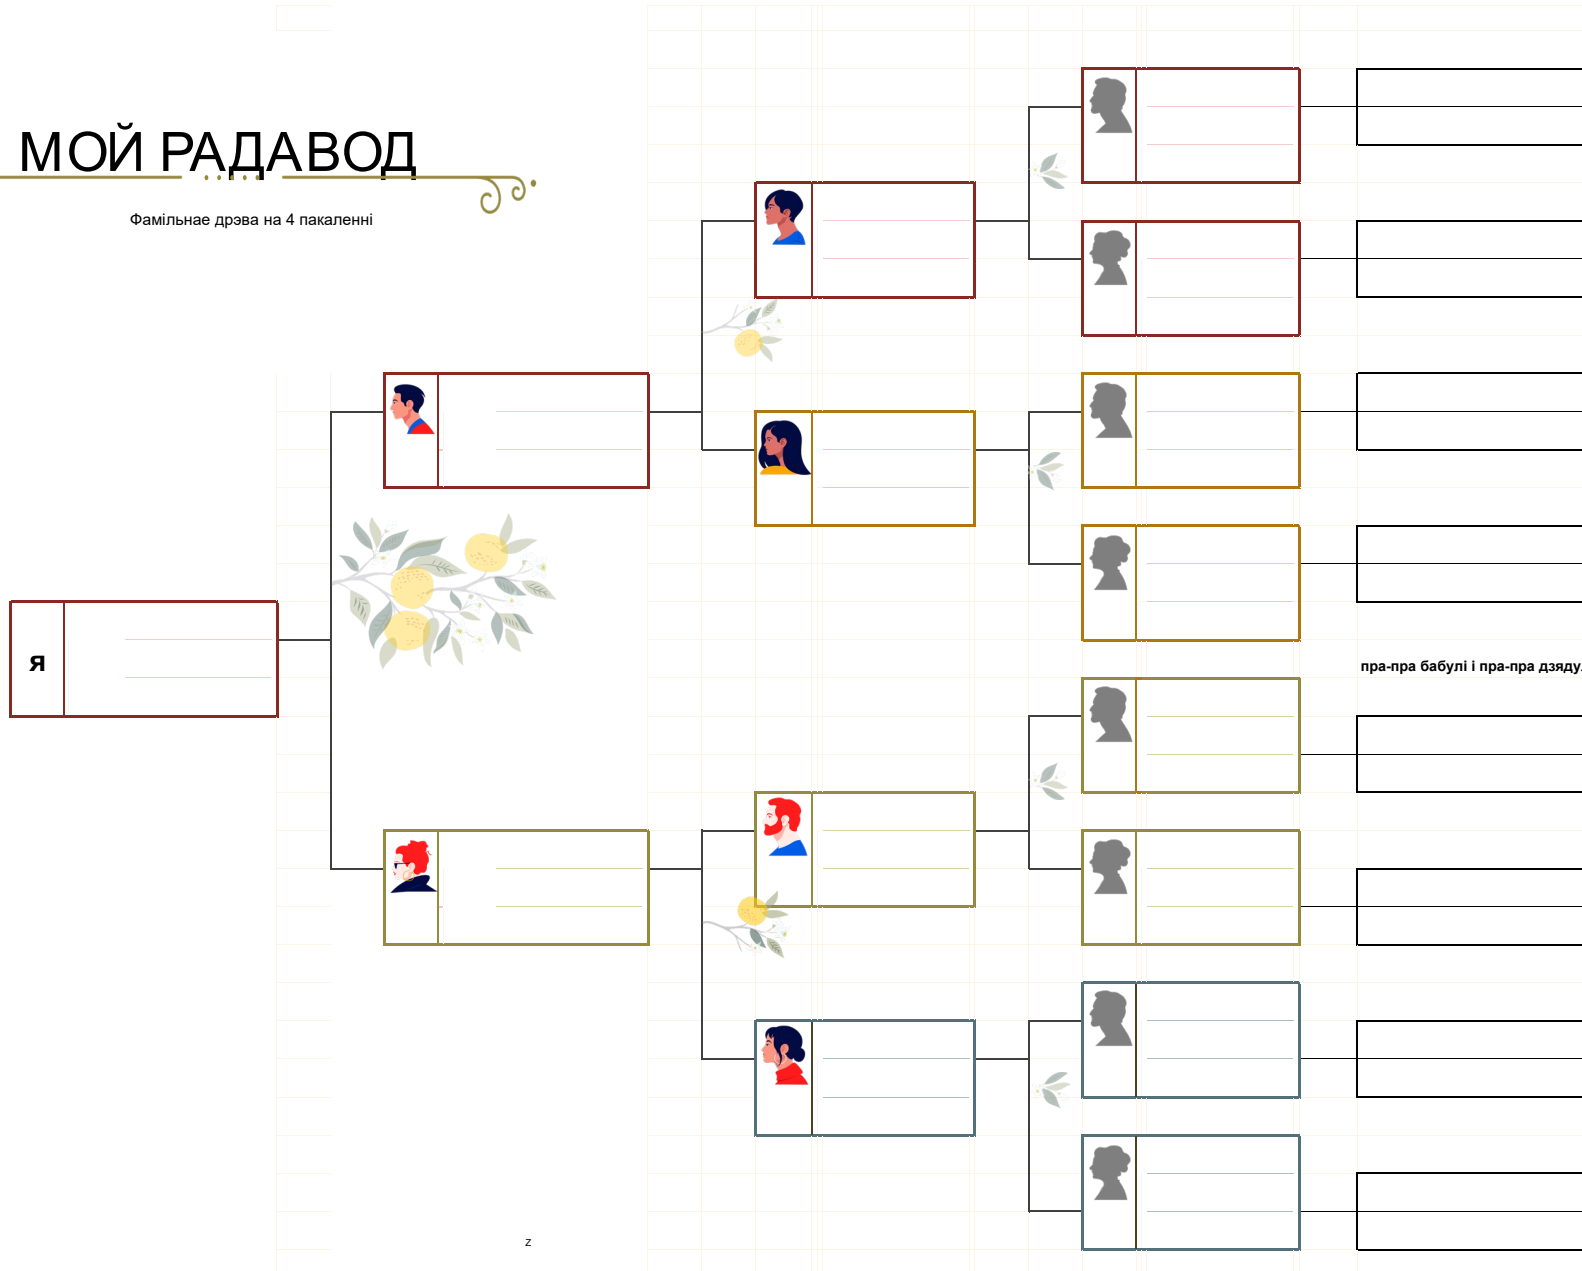 МОЙ РАДАВОД
Фамільнае дрэва на 4 пакаленні
Я
пра-пра бабулі і пра-пра дзяду
z